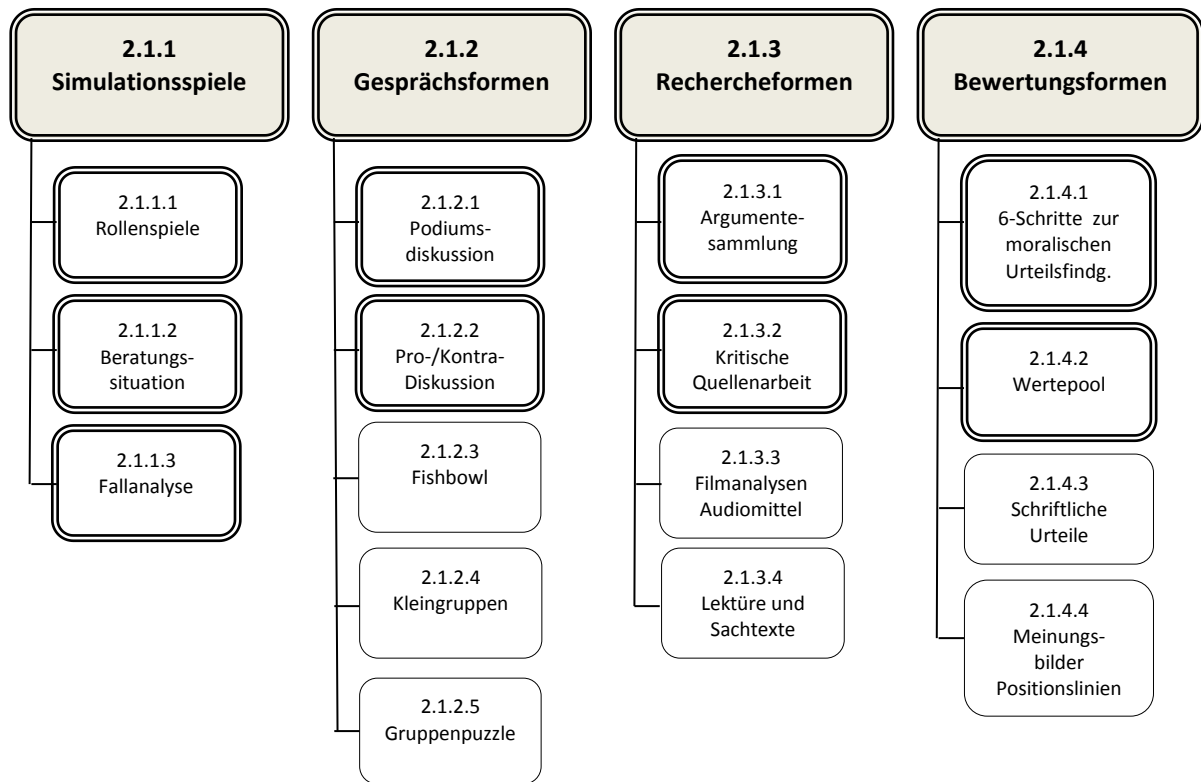 2.1.1
Simulationsspiele
2.1.1.1
Rollenspiele
2.1.1.2
Beratungs-
situation
2.1.1.3
Fallanalyse
2.1.2
Gesprächsformen
2.1.2.1
Podiums-
diskussion
2.1.2.2
Pro-/Kontra-
Diskussion
2.1.2.3
Fishbowl
2.1.2.4
Kleingruppen
2.1.2.5
Gruppenpuzzle
2.1.3
Rechercheformen
2.1.3.1
Argumente-
sammlung
2.1.3.2
Kritische
Quellenarbeit
2.1.3.3
Filmanalysen
Audiomittel
2.1.3.4
Lektüre und
Sachtexte
2.1.4
Bewertungsformen
2.1.4.1
6-Schritte zur
moralischen
Urteilsfindg.
2.1.4.2
Wertepool
2.1.4.3
Schriftliche
Urteile
2.1.4.4
Meinungs-
bilder
Positionslinien